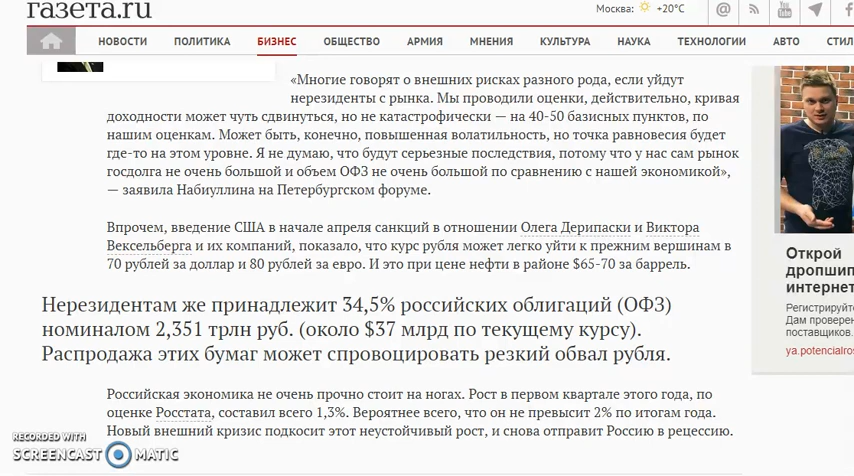 газета.ru
Москва: +20°C
НОВОСТИ ПОЛИТИКА БИЗНЕС ОБЩЕСТВО АРМИЯ МНЕНИЯ КУЛЬТУРА НАУКА ТЕХНОЛОГИИ АВТО СТИЛ
«Многие говорят о внешних рисках разного рода, если уйдут
нерезиденты с рынка. Мы проводили оценки, действительно, кривая
доходности может чуть сдвинуться, но не катастрофически — на 40-50 базисных пунктов, по
нашим оценкам. Может быть, конечно, повышенная волатильность, но точка равновесия будет
где-то на этом уровне. Я не думаю, что будут серьезные последствия, потому что у нас сам рынок
госдолга не очень большой и объем ОФЗ не очень большой по сравнению с нашей экономикой»,
— заявила Набиуллина на Петербургском форуме.
Впрочем, введение США в начале апреля санкций в отношении Олега Дерипаски и Виктора
Вексельберга и их компаний, показало, что курс рубля может легко уйти к прежним вершинам в
70 рублей за доллар и 80 рублей за евро. И это при цене нефти в районе $65-70 за баррель.
Нерезидентам же принадлежит 34,5% российских облигаций (ОФЗ)
номиналом 2,351 трлн руб. (около $37 млрд по текущему курсу).
Распродажа этих бумаг может спровоцировать резкий обвал рубля.
Российская экономика не очень прочно стоит на ногах. Рост в первом квартале этого года, по
оценке Росстата, составил всего 1,3%. Вероятнее всего, что он не превысит 2% по итогам года.
Новый внешний кризис подкосит этот неустойчивый рост, и снова отправит Россию в рецессию.
Открой
дропшип
интернет
Регистрируйте
Дам проверен
поставщиков.
ya.potencialros
RECORDED WITH
SCREENCAST MATIC